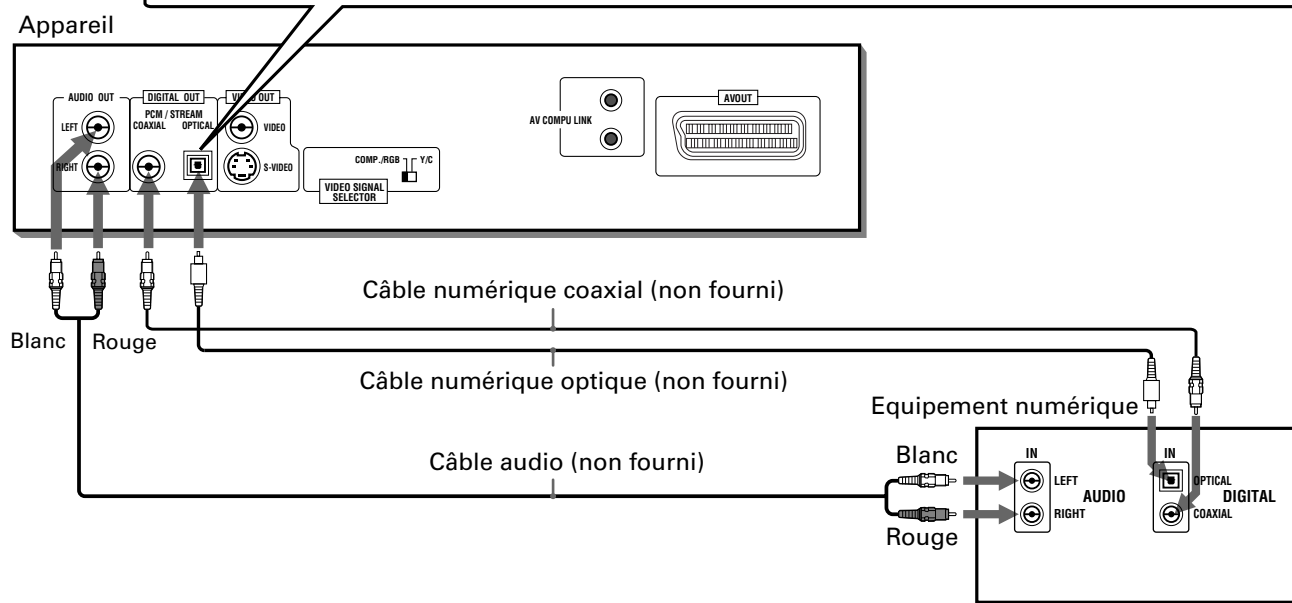 Appareil
AUDIO OUT
LEFT
RIGHT
DIGITAL OUT
PCM / STREAM
COAXIAL OPTICAL
VIDEO OUT
VIDEO
S-VIDEO
COMP./RGB Y/C
VIDEO SIGNAL
SELECTOR
AV COMPU LINK
AVOUT
Câble numérique coaxial (non fourni)
Blanc Rouge
Câble numérique optique (non fourni)
Equipement numérique
Câble audio (non fourni)
Blanc
Rouge
IN
LEFT
RIGHT
AUDIO
IN
OPTICAL
COAXIAL
DIGITAL